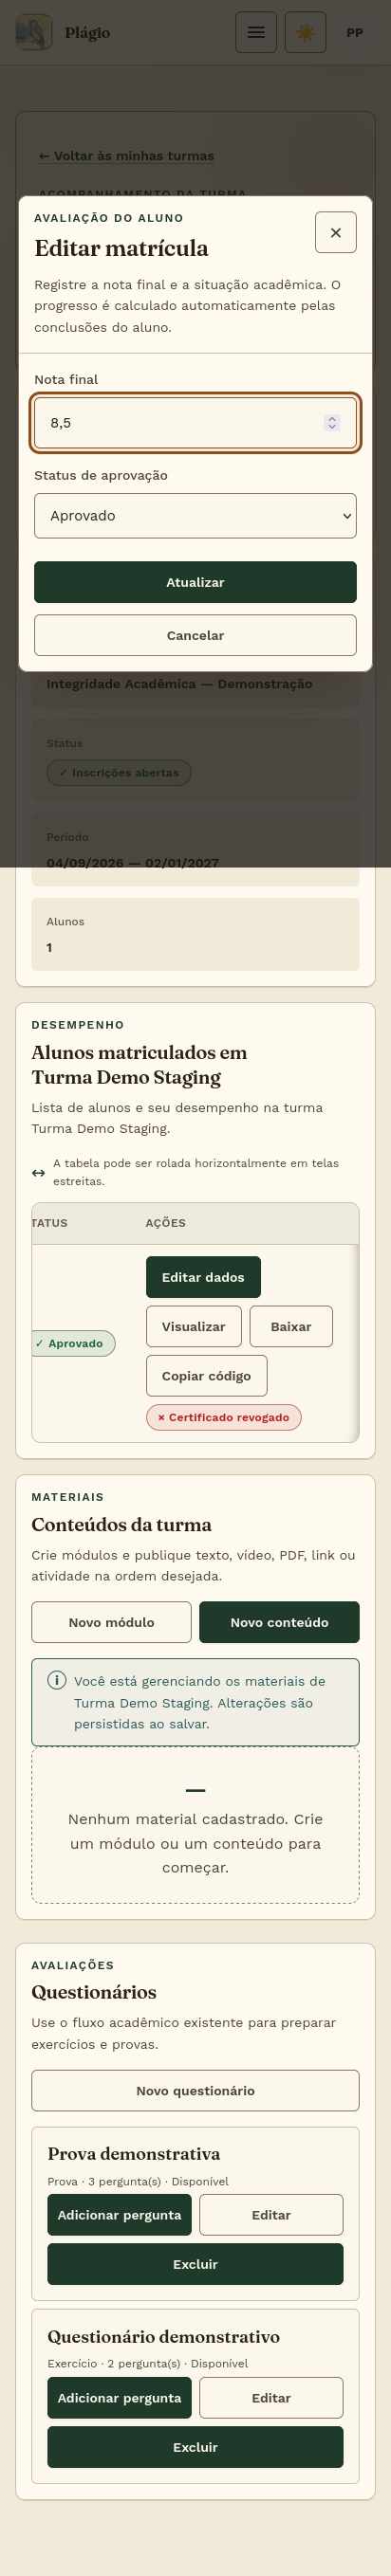 Plágio
PP
← Voltar às minhas turmas
ACOMPANHAMENTO DA TURMA
AVALIAÇÃO DO ALUNO
Editar matrícula
×
Registre a nota final e a situação acadêmica. O
progresso é calculado automaticamente pelas
conclusões do aluno.
Nota final
8,5
Status de aprovação
Aprovado
Atualizar
Cancelar
Integridade Acadêmica — Demonstração
Status
✓ Inscrições abertas
Período
04/09/2026 — 02/01/2027
Alunos
1
DESEMPENHO
Alunos matriculados em
Turma Demo Staging
Lista de alunos e seu desempenho na turma
Turma Demo Staging.
↔ A tabela pode ser rolada horizontalmente em telas
estreitas.
TATUS AÇÕES
Editar dados
✓ Aprovado
Visualizar Baixar
Copiar código
× Certificado revogado
MATERIAIS
Conteúdos da turma
Crie módulos e publique texto, vídeo, PDF, link ou
atividade na ordem desejada.
Novo módulo Novo conteúdo
Você está gerenciando os materiais de
Turma Demo Staging. Alterações são
persistidas ao salvar.
—
Nenhum material cadastrado. Crie
um módulo ou um conteúdo para
começar.
AVALIAÇÕES
Questionários
Use o fluxo acadêmico existente para preparar
exercícios e provas.
Novo questionário
Prova demonstrativa
Prova · 3 pergunta(s) · Disponível
Adicionar pergunta Editar
Excluir
Questionário demonstrativo
Exercício · 2 pergunta(s) · Disponível
Adicionar pergunta Editar
Excluir